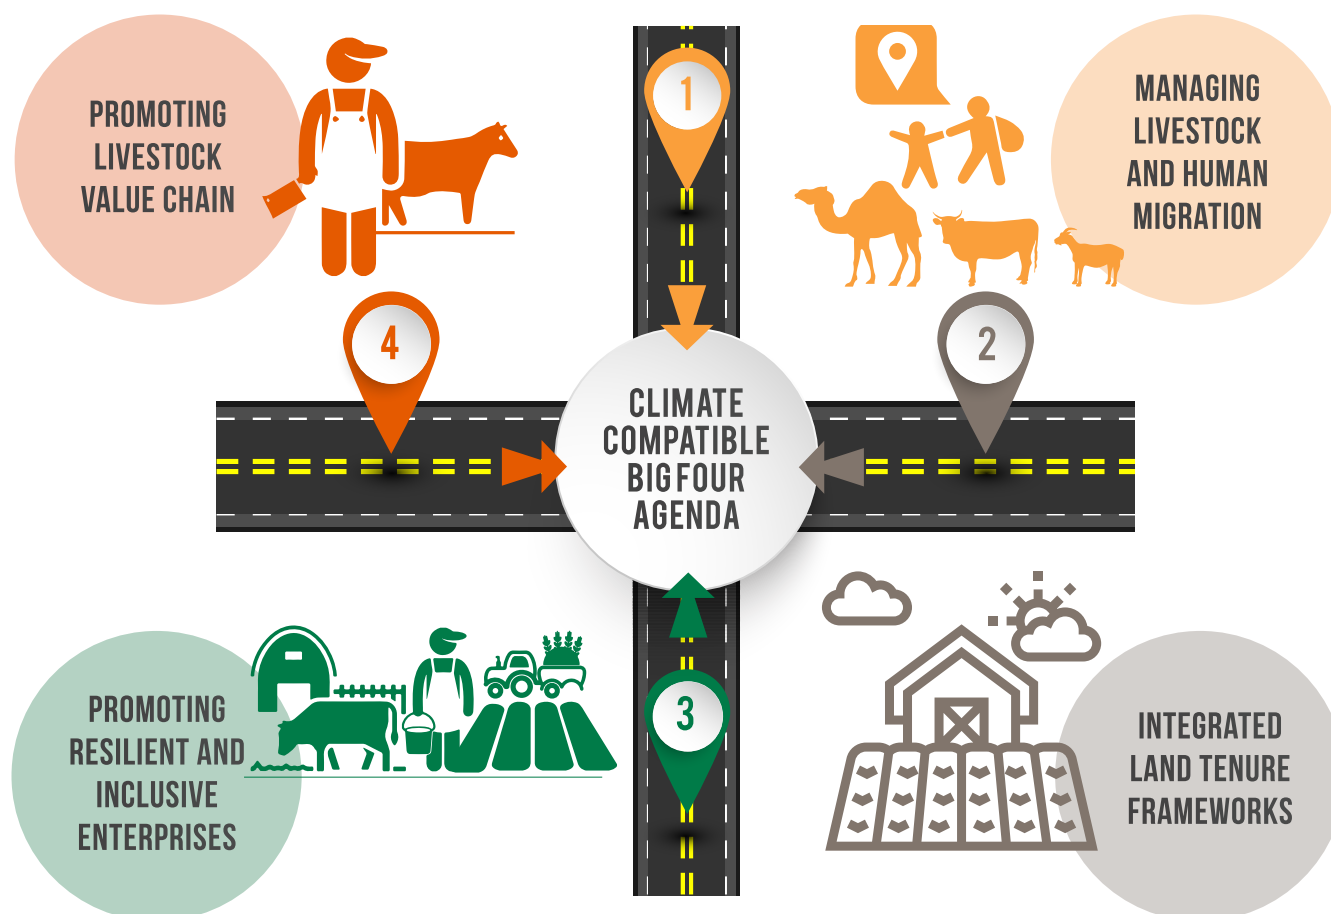 PROMOTING
LIVESTOCK
VALUE CHAIN
1
MANAGING
LIVESTOCK
AND HUMAN
MIGRATION
4
2
CLIMATE
COMPATIBLE
BIG FOUR
AGENDA
3
PROMOTING
RESILIENT AND
INCLUSIVE
ENTERPRISES
INTEGRATED
LAND TENURE
FRAMEWORKS